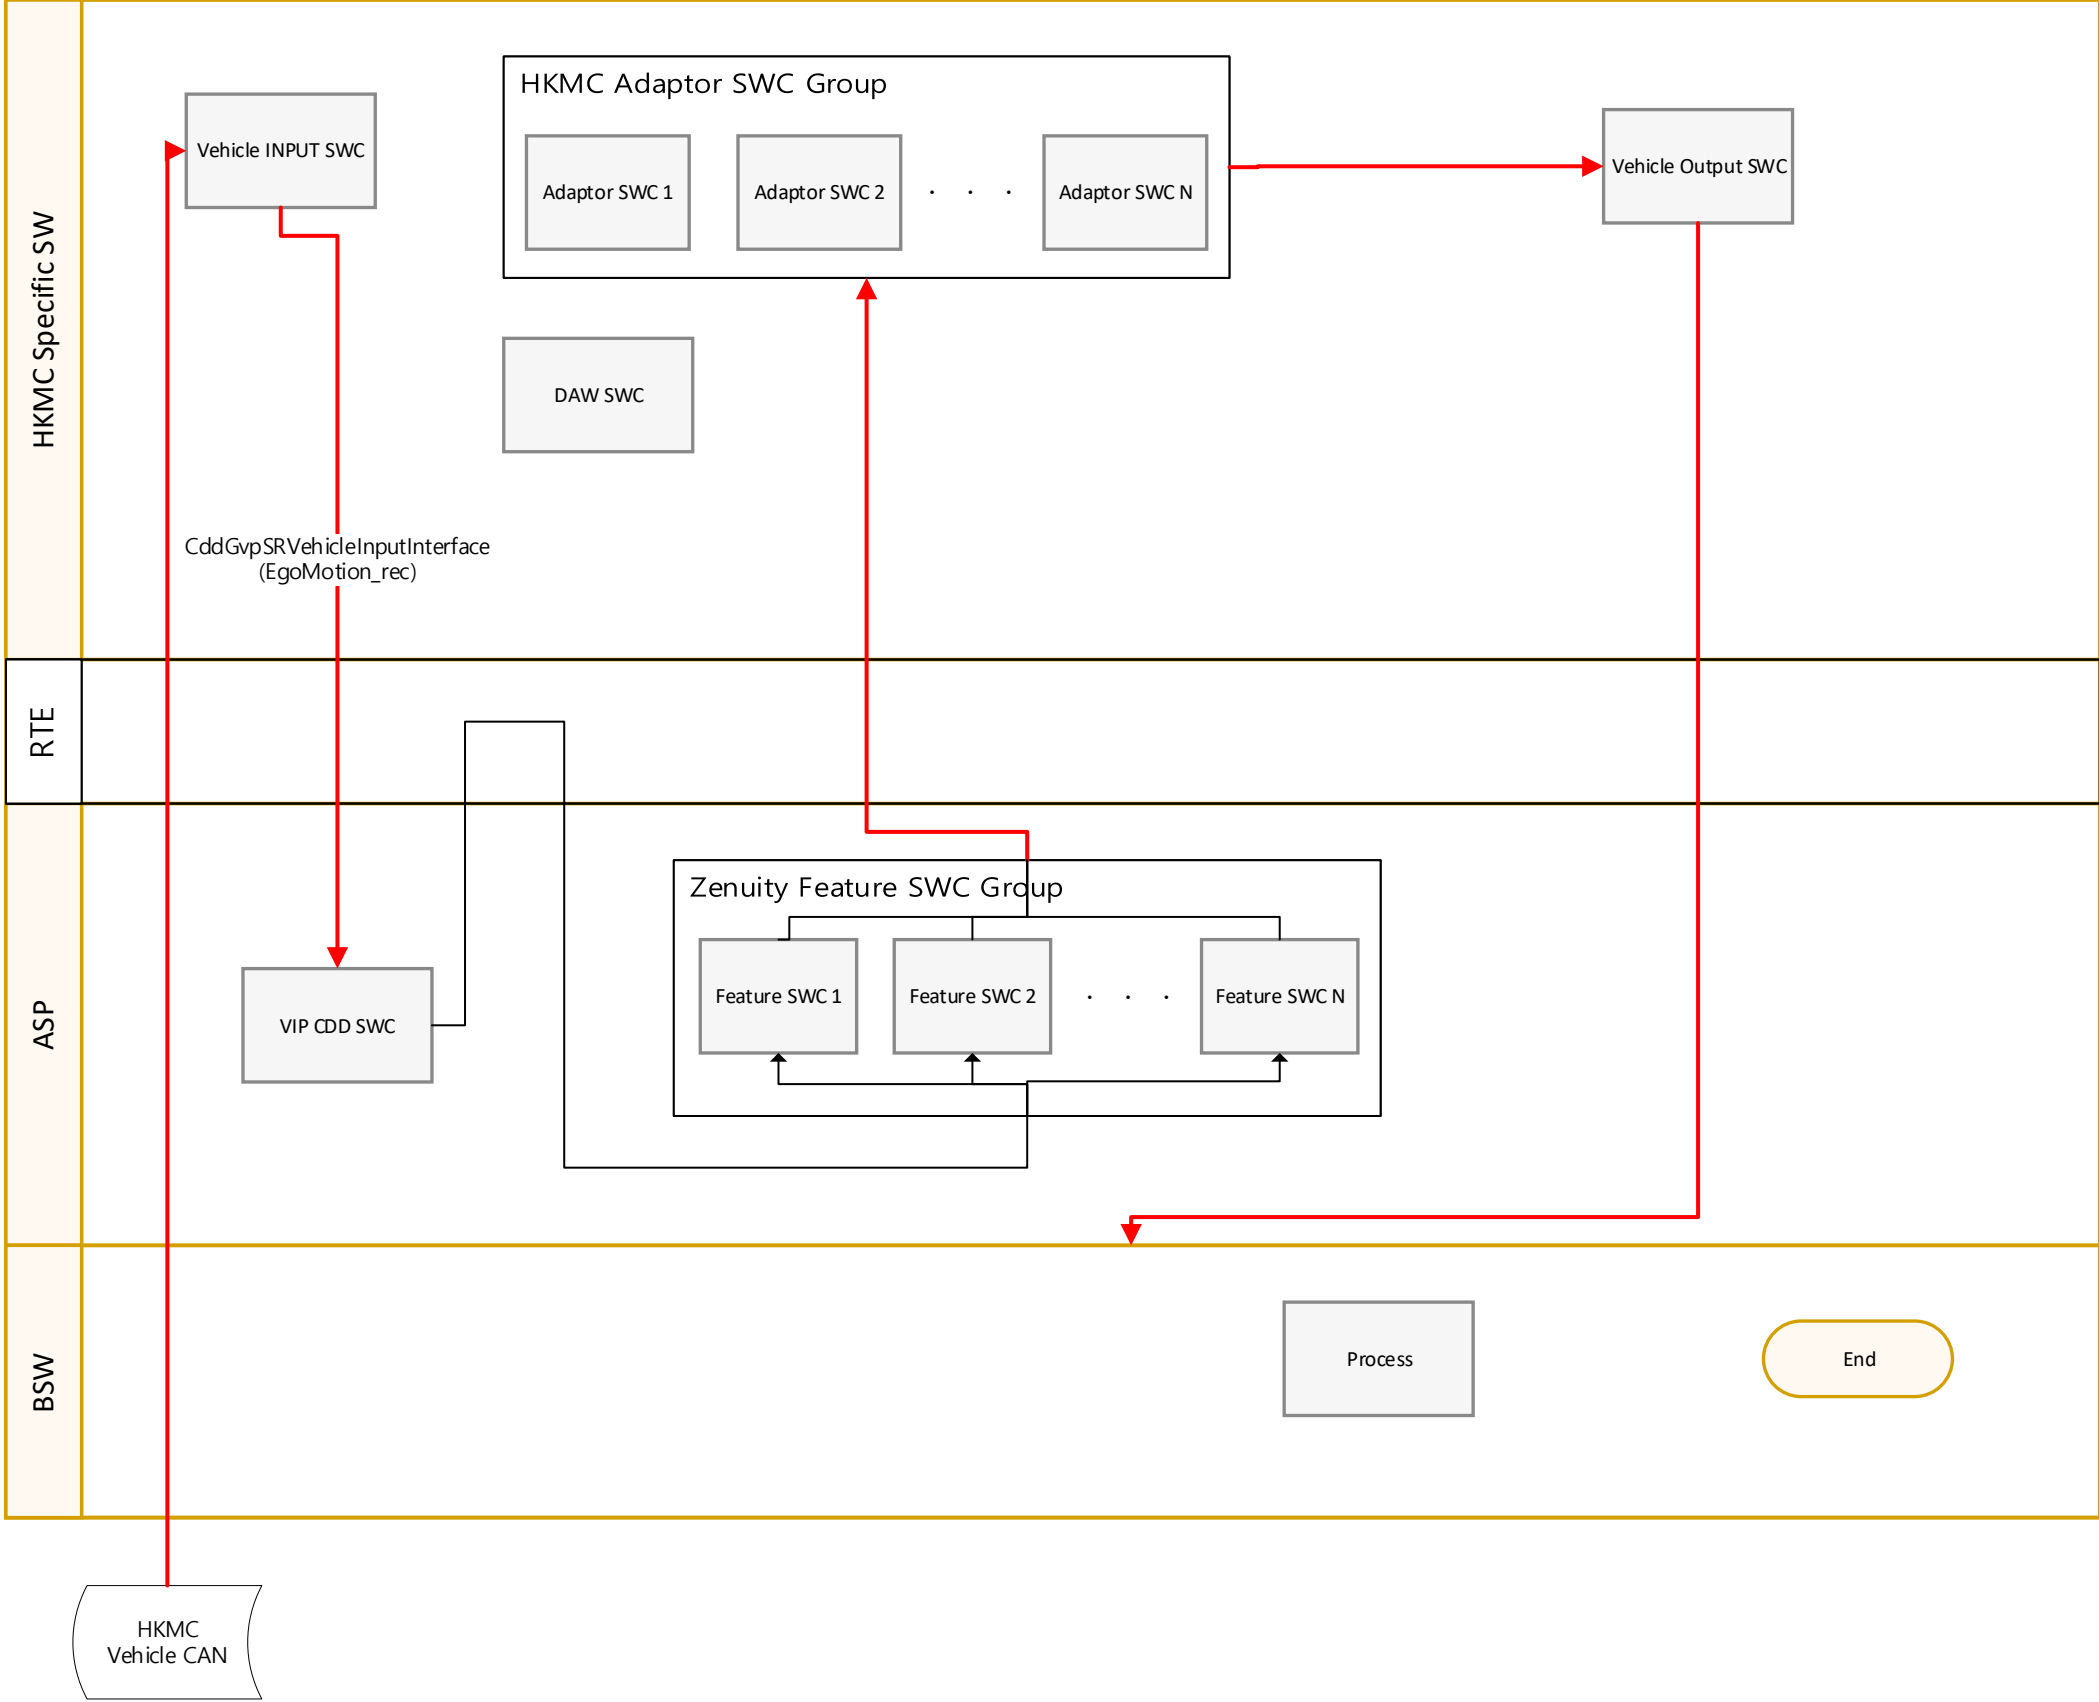 HKMC Specific SW
HKMC Adaptor SWC Group
Vehicle INPUT SWC
Adaptor SWC 1
Adaptor SWC 2
. . .
Adaptor SWC N
Vehicle Output SWC
DAW SWC
CddGvpSRVehicleInputInterface
(EgoMotion_rec)
RTE
ASP
Zenuity Feature SWC Group
Feature SWC 1
Feature SWC 2
. . .
Feature SWC N
VIP CDD SWC
BSW
Process
End
HKMC
Vehicle CAN